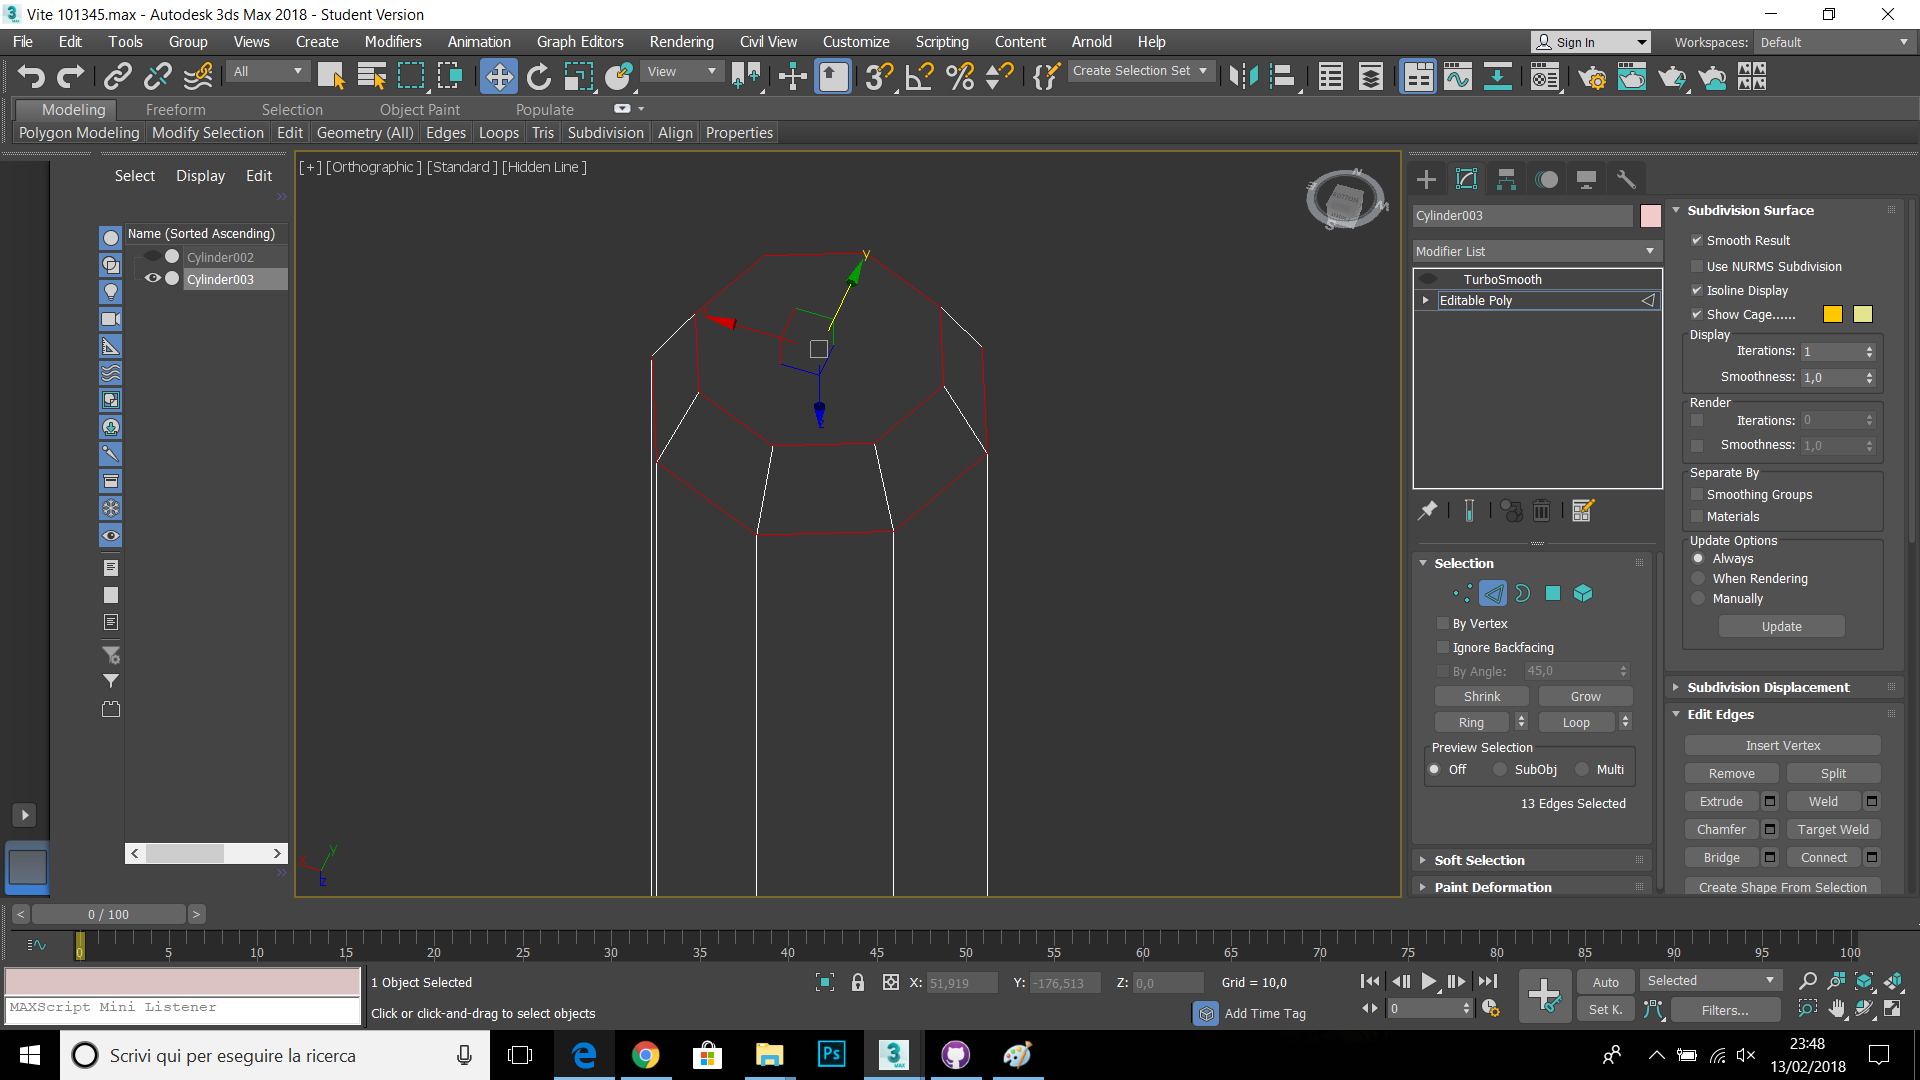 Vite 101345.max - Autodesk 3ds Max 2018 - Student Version
File Edit Tools Group Views Create Modifiers Animation Graph Editors Rendering Civil View Customize Scripting Content Arnold Help
Sign In
Workspaces: Default
All
View
Create Selection Set
Modeling Freeform Selection Object Paint Populate
Polygon Modeling Modify Selection Edit Geometry (All) Edges Loops Tris Subdivision Align Properties
Select Display Edit
Name (Sorted Ascending)
Cylinder002
Cylinder003
[+] [Orthographic ] [Standard ] [Hidden Line ]
y
Cylinder003
Modifier List
TurboSmooth
Editable Poly
Selection
By Vertex
Ignore Backfacing
By Angle: 45,0
Shrink Grow
Ring Loop
Preview Selection
Off SubObj Multi
13 Edges Selected
Soft Selection
Paint Deformation
Subdivision Surface
Smooth Result
Use NURMS Subdivision
Isoline Display
Show Cage......
Display
Iterations: 1
Smoothness: 1,0
Render
Iterations: 0
Smoothness: 1,0
Separate By
Smoothing Groups
Materials
Update Options
Always
When Rendering
Manually
Update
Subdivision Displacement
Edit Edges
Insert Vertex
Remove Split
Extrude Weld
Chamfer Target Weld
Bridge Connect
Create Shape From Selection
< 0 / 100 >
0 5 10 15 20 25 30 35 40 45 50 55 60 65 70 75 80 85 90 95 100
1 Object Selected
X: 51,919 Y: -176,513 Z: 0,0 Grid = 10,0
MAXScript Mini Listener
Click or click-and-drag to select objects
Add Time Tag
0
Auto Selected
Set K. Filters...
Scrivi qui per eseguire la ricerca
Ps
3
MAX
23:48
13/02/2018